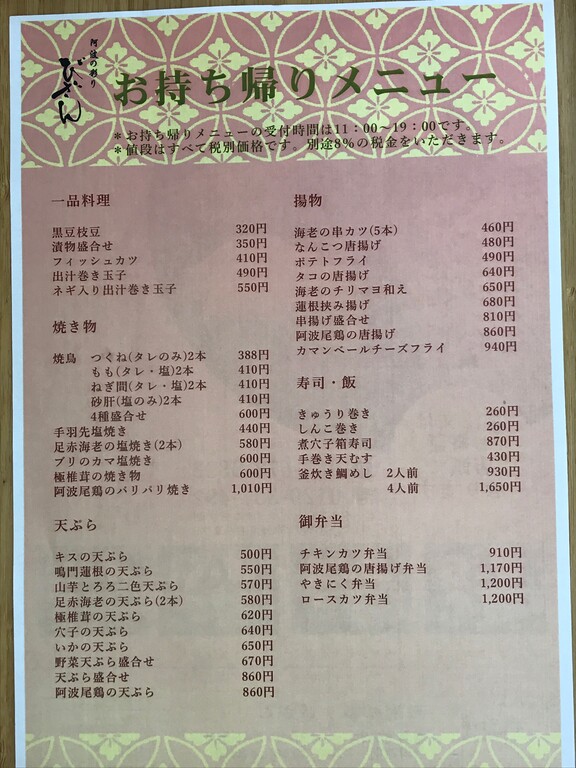 阿波の彩り
びざん
お持ち帰りメニュー
＊お持ち帰りメニューの受付時間は11：00～19：00です。
＊値段はすべて税別価格です。別途8%の税金をいただきます。
一品料理
黒豆枝豆 320円
漬物盛合せ 350円
フィッシュカツ 410円
出汁巻き玉子 490円
ネギ入り出汁巻き玉子 550円
焼き物
焼鳥 つくね(タレのみ)2本 388円
もも(タレ・塩)2本 410円
ねぎ間(タレ・塩)2本 410円
砂肝(塩のみ)2本 410円
4種盛合せ 600円
手羽先塩焼き 440円
足赤海老の塩焼き(2本) 580円
ブリのカマ塩焼き 600円
極椎茸の焼き物 600円
阿波尾鶏のバリバリ焼き 1,010円
天ぷら
キスの天ぷら 500円
鳴門蓮根の天ぷら 550円
山芋とろろ二色天ぷら 570円
足赤海老の天ぷら(2本) 580円
極椎茸の天ぷら 620円
穴子の天ぷら 640円
いかの天ぷら 650円
野菜天ぷら盛合せ 670円
天ぷら盛合せ 860円
阿波尾鶏の天ぷら 860円
揚物
海老の串カツ(5本) 460円
なんこつ唐揚げ 480円
ポテトフライ 490円
タコの唐揚げ 640円
海老のチリマヨ和え 650円
蓮根挟み揚げ 680円
串揚げ盛合せ 810円
阿波尾鶏の唐揚げ 860円
カマンベールチーズフライ 940円
寿司・飯
きゅうり巻き 260円
しんこ巻き 260円
煮穴子箱寿司 870円
手巻き天むす 430円
釜炊き鯛めし 2人前 930円
4人前 1,650円
御弁当
チキンカツ弁当 910円
阿波尾鶏の唐揚げ弁当 1,170円
やきにく弁当 1,200円
ロースカツ弁当 1,200円